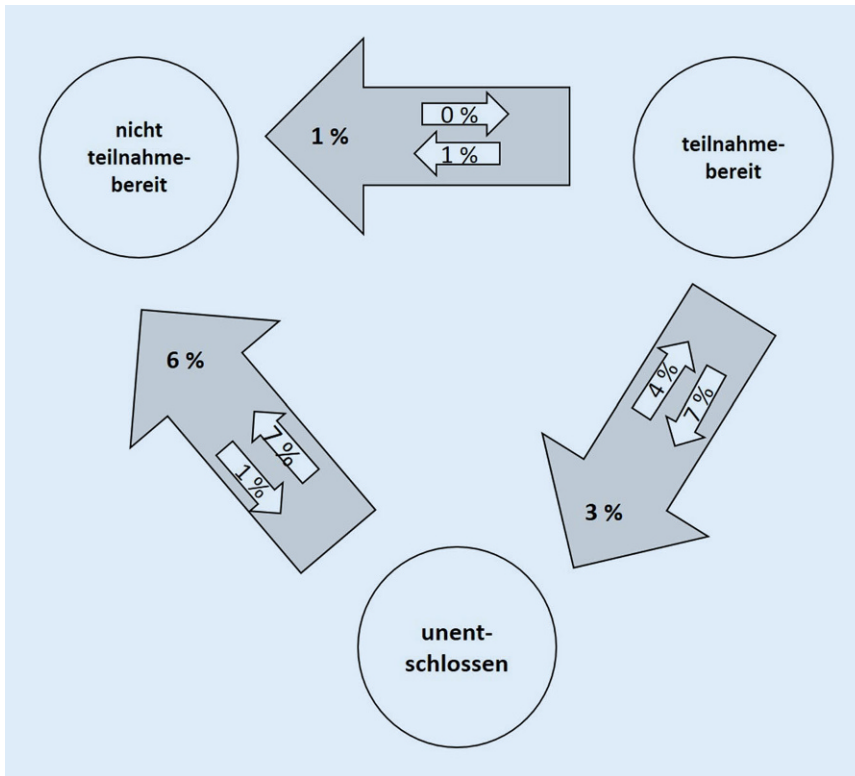 nicht
teilnahme-
bereit
1 %
0 %
1 %
teilnahme-
bereit
6 %
7 %
1 %
4 %
7 %
3 %
unent-
schlossen